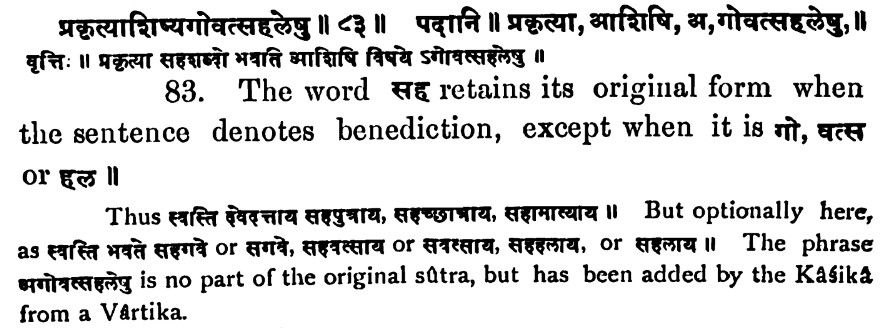 प्रकृत्याशिष्यगोवत्सहलेषु ॥ ८३ ॥ पदानि ॥ प्रकृत्या, आशिषि, अ, गोवत्सहलेषु, ॥
वृत्तिः ॥ प्रकृत्या सहशब्दो भवति आशिषि विषये ऽगोवत्सहलेषु ॥
83. The word सह retains its original form when
the sentence denotes benediction, except when it is गो, वत्स
or हल ॥
Thus स्वस्ति देवदत्ताय सहपुत्राय, सहच्छात्राय, सहामात्याय ॥ But optionally here,
as स्वस्ति भवते सहगवे or सगवे, सहवत्साय or सवत्साय, सहहलाय, or सहलाय ॥ The phrase
अगोवत्सहलेषु is no part of the original sûtra, but has been added by the Kâśikâ
from a Vârtika.